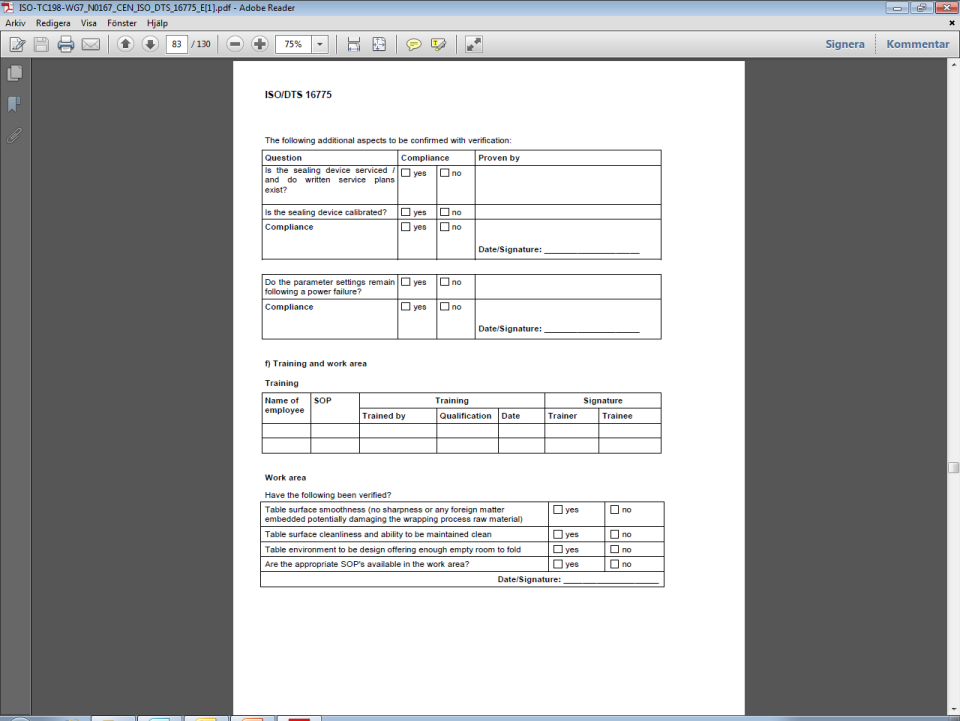 ISO-TC198-WG7_N0167_CEN_ISO_DTS_16775_E[1].pdf - Adobe Reader
Arkiv Redigera Visa Fönster Hjälp
83 / 130 75% Signera Kommentar
ISO/DTS 16775
The following additional aspects to be confirmed with verification:
Question Compliance Proven by
Is the sealing device serviced / yes no
and do written service plans
exist?
Is the sealing device calibrated? yes no
Compliance yes no
Date/Signature: ____________________
Do the parameter settings remain yes no
following a power failure?
Compliance yes no
Date/Signature: ____________________
f) Training and work area
Training
Name of employee SOP Training Signature
Trained by Qualification Date Trainer Trainee
Work area
Have the following been verified?
Table surface smoothness (no sharpness or any foreign matter yes no
embedded potentially damaging the wrapping process raw material)
Table surface cleanliness and ability to be maintained clean yes no
Table environment to be design offering enough empty room to fold yes no
Are the appropriate SOP's available in the work area? yes no
Date/Signature: ____________________